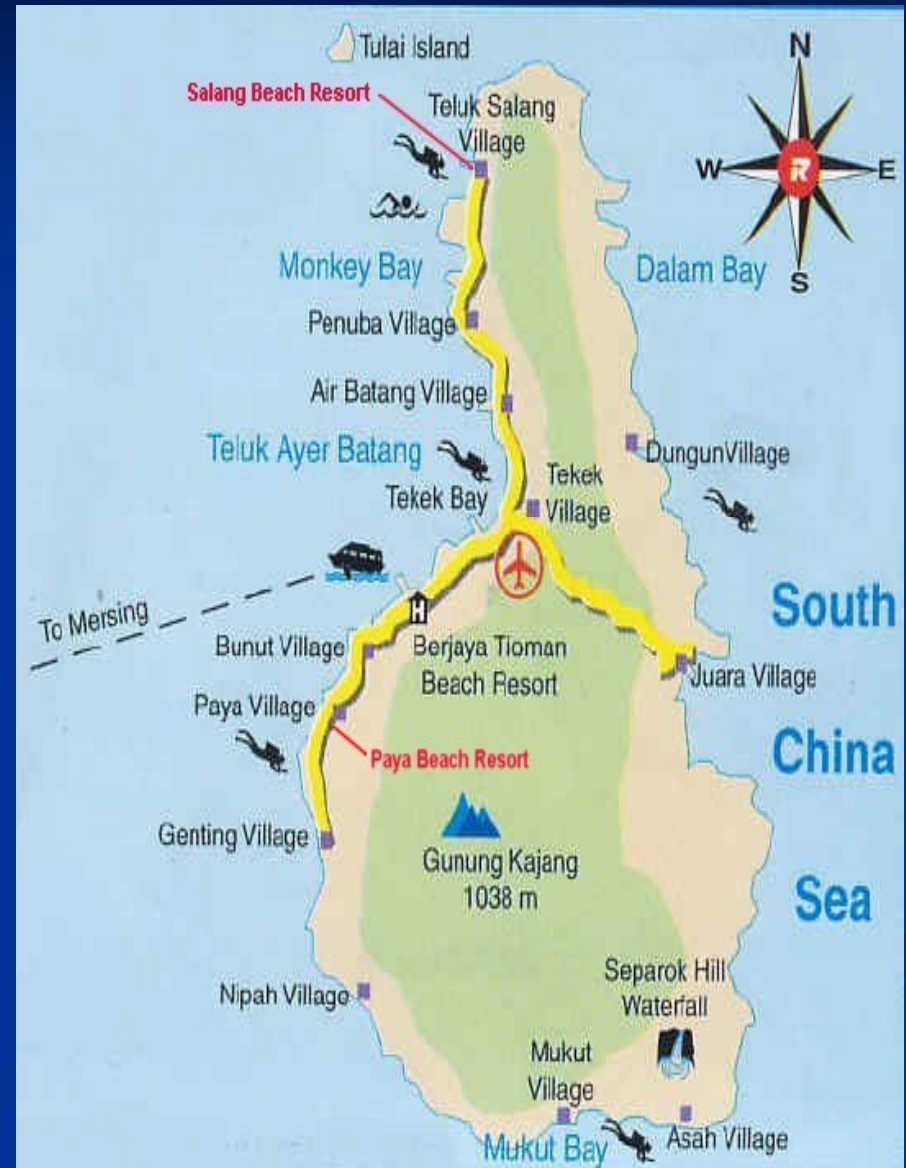 Tulai Island
N
Salang Beach Resort
Teluk Salang
Village
W
R
E
Monkey Bay
Dalam Bay
S
Penuba Village
Air Batang Village
Teluk Ayer Batang
DungunVillage
Tekek Bay
Tekek
Village
To Mersing
H
South
Bunut Village
Berjaya Tioman
Beach Resort
Juara Village
Paya Village
China
Paya Beach Resort
Genting Village
Gunung Kajang
1038 m
Sea
Nipah Village
Separok Hill
Waterfall
Mukut
Village
Mukut Bay
Asah Village